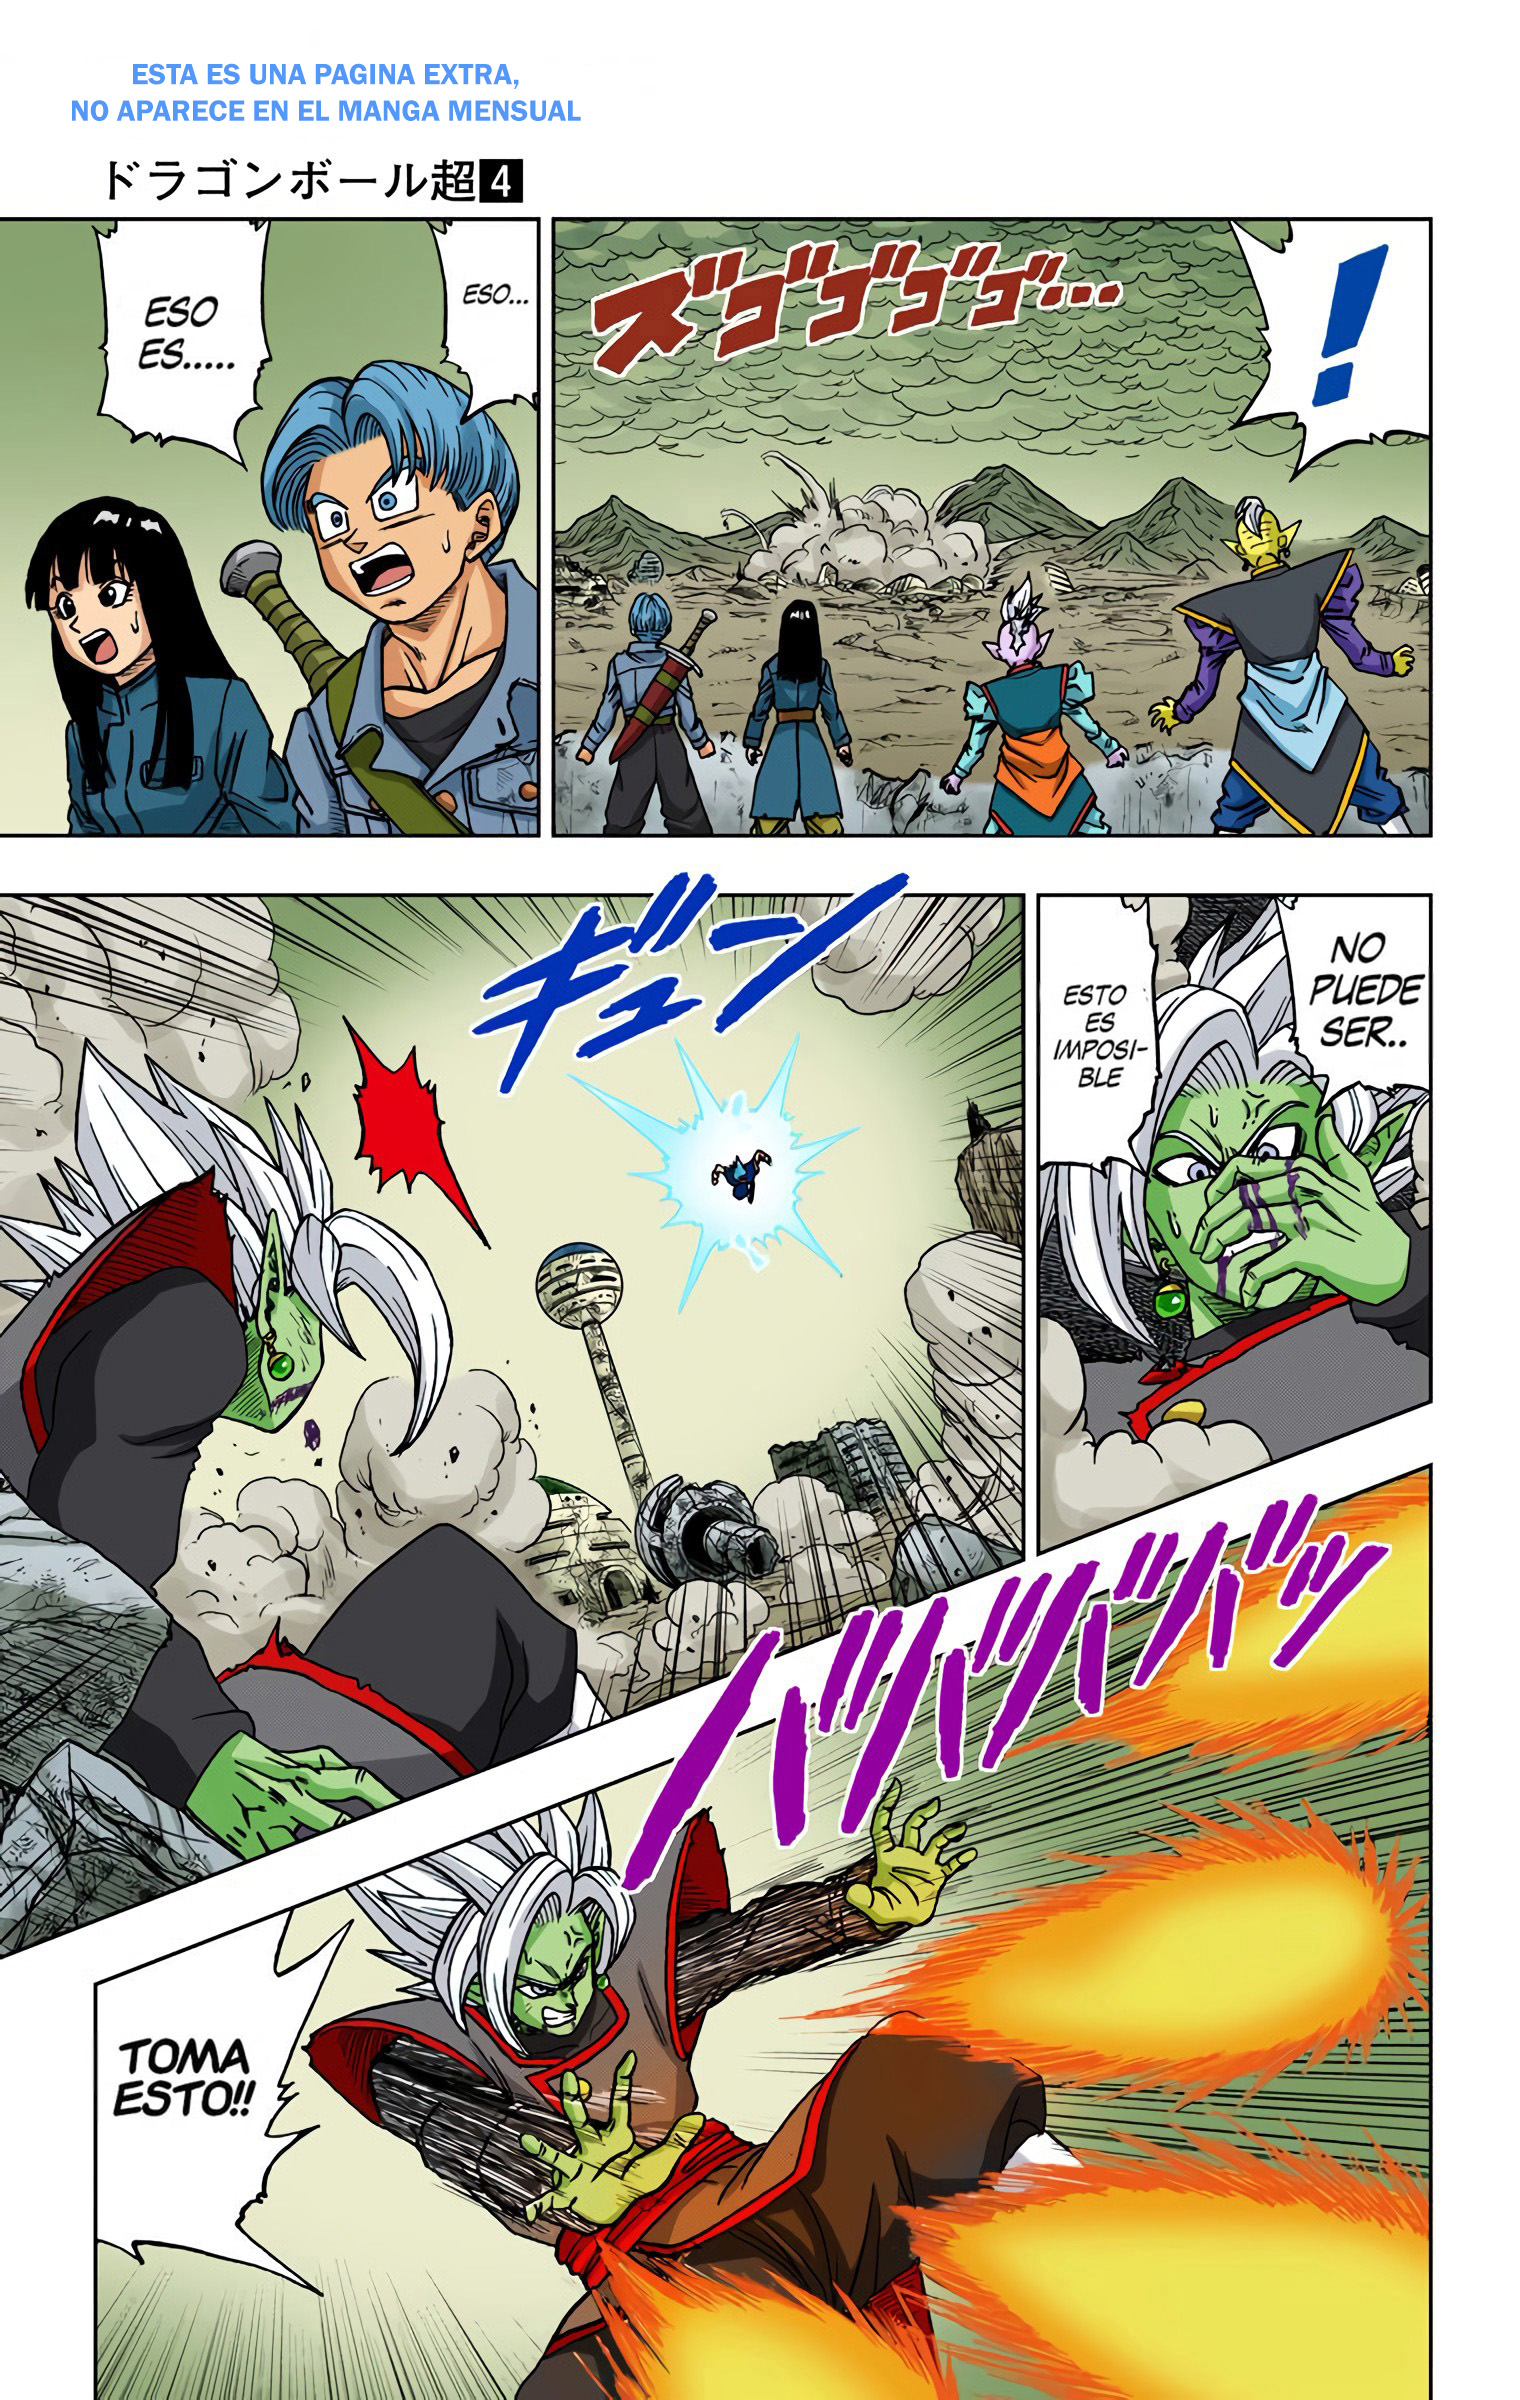 ESTA ES UNA PAGINA EXTRA,
NO APARECE EN EL MANGA MENSUAL
ドラゴンボール超4
!
ズゴゴゴゴ…
ESO...
ESO
ES.....
NO
PUEDE
SER..
ESTO
ES
IMPOSI-
BLE
ギュン
ババババッ
TOMA
ESTO!!